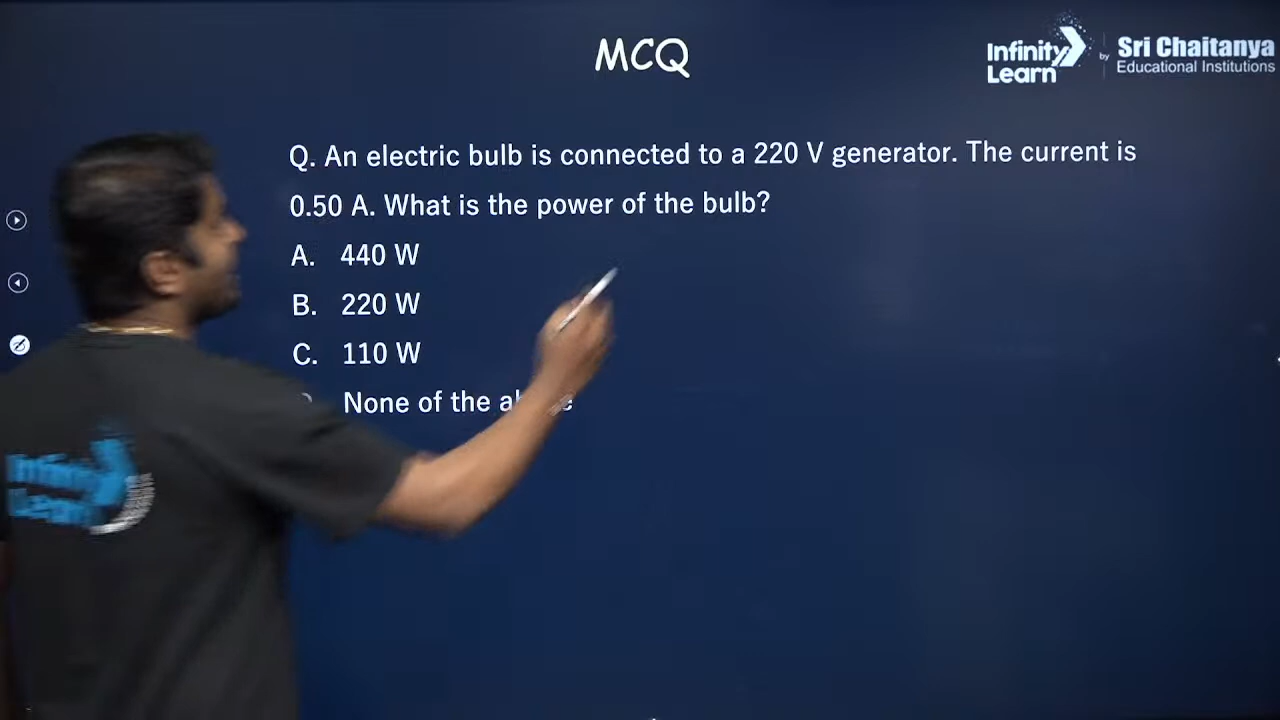 MCQ
Infinity
Learn
by
Sri Chaitanya
Educational Institutions
Q. An electric bulb is connected to a 220 V generator. The current is
0.50 A. What is the power of the bulb?
A. 440 W
B. 220 W
C. 110 W
None of the
Learn